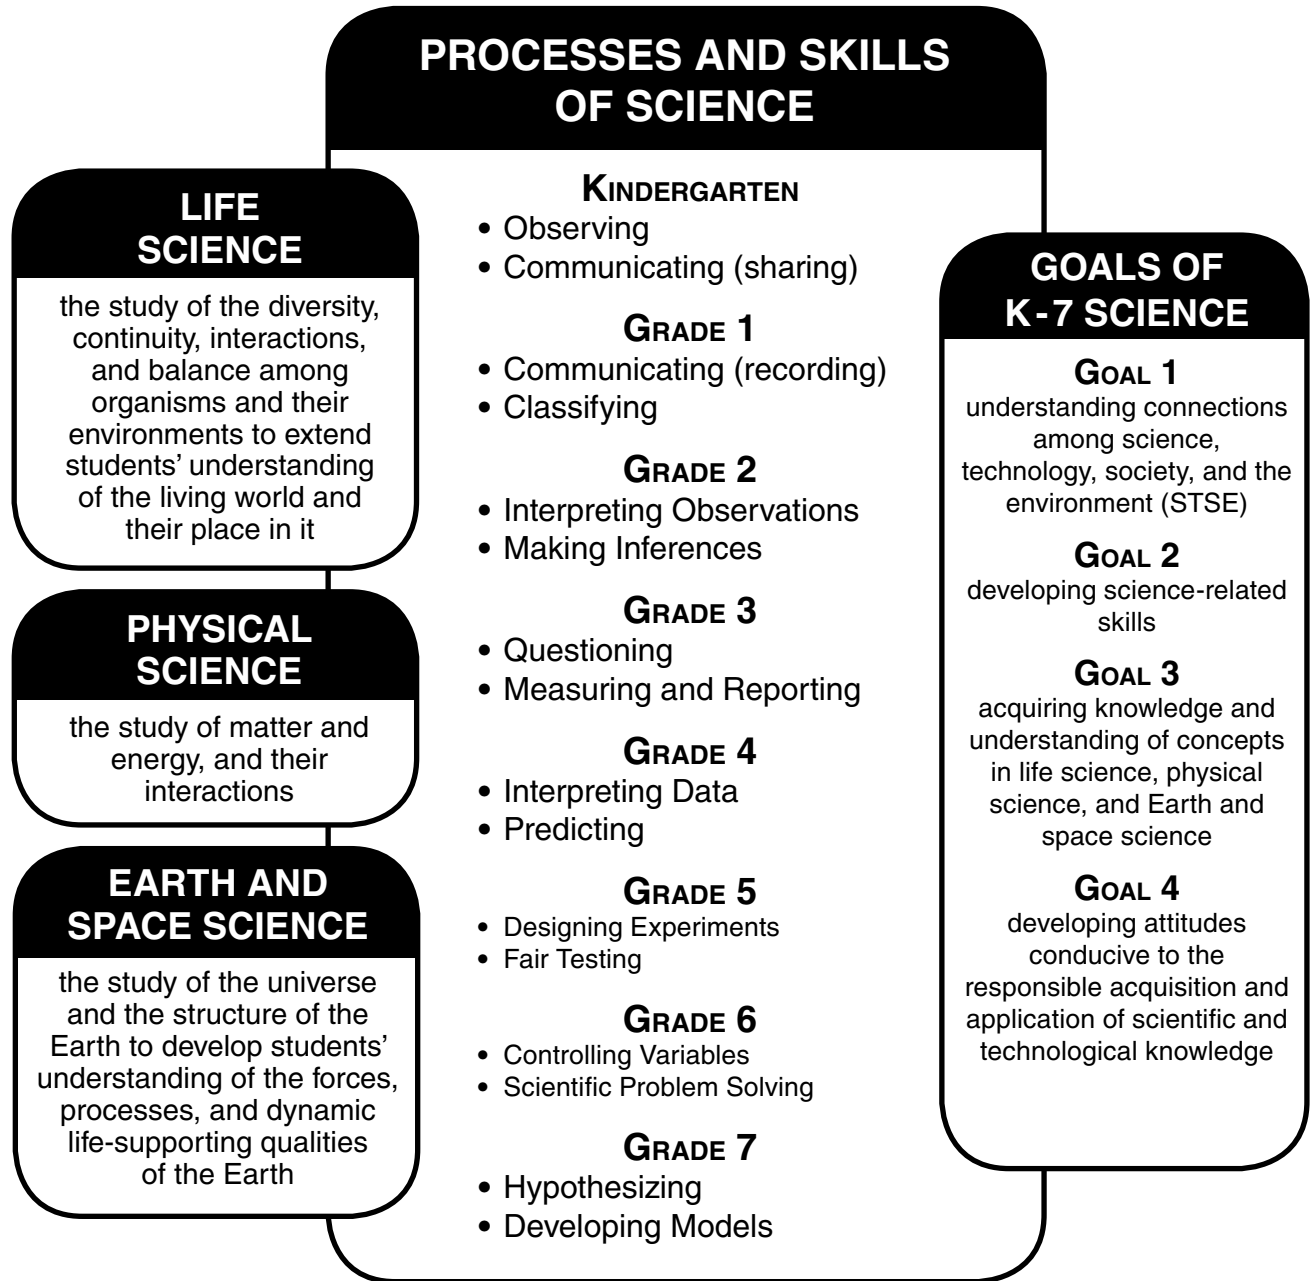 PROCESSES AND SKILLS
OF SCIENCE
LIFE
SCIENCE
the study of the diversity,
continuity, interactions,
and balance among
organisms and their
environments to extend
students’ understanding
of the living world and
their place in it
PHYSICAL
SCIENCE
the study of matter and
energy, and their
interactions
EARTH AND
SPACE SCIENCE
the study of the universe
and the structure of the
Earth to develop students’
understanding of the forces,
processes, and dynamic
life-supporting qualities
of the Earth
KINDERGARTEN
• Observing
• Communicating (sharing)
GRADE 1
• Communicating (recording)
• Classifying
GRADE 2
• Interpreting Observations
• Making Inferences
GRADE 3
• Questioning
• Measuring and Reporting
GRADE 4
• Interpreting Data
• Predicting
GRADE 5
• Designing Experiments
• Fair Testing
GRADE 6
• Controlling Variables
• Scientific Problem Solving
GRADE 7
• Hypothesizing
• Developing Models
GOALS OF
K-7 SCIENCE
GOAL 1
understanding connections
among science,
technology, society, and the
environment (STSE)
GOAL 2
developing science-related
skills
GOAL 3
acquiring knowledge and
understanding of concepts
in life science, physical
science, and Earth and
space science
GOAL 4
developing attitudes
conducive to the
responsible acquisition and
application of scientific and
technological knowledge